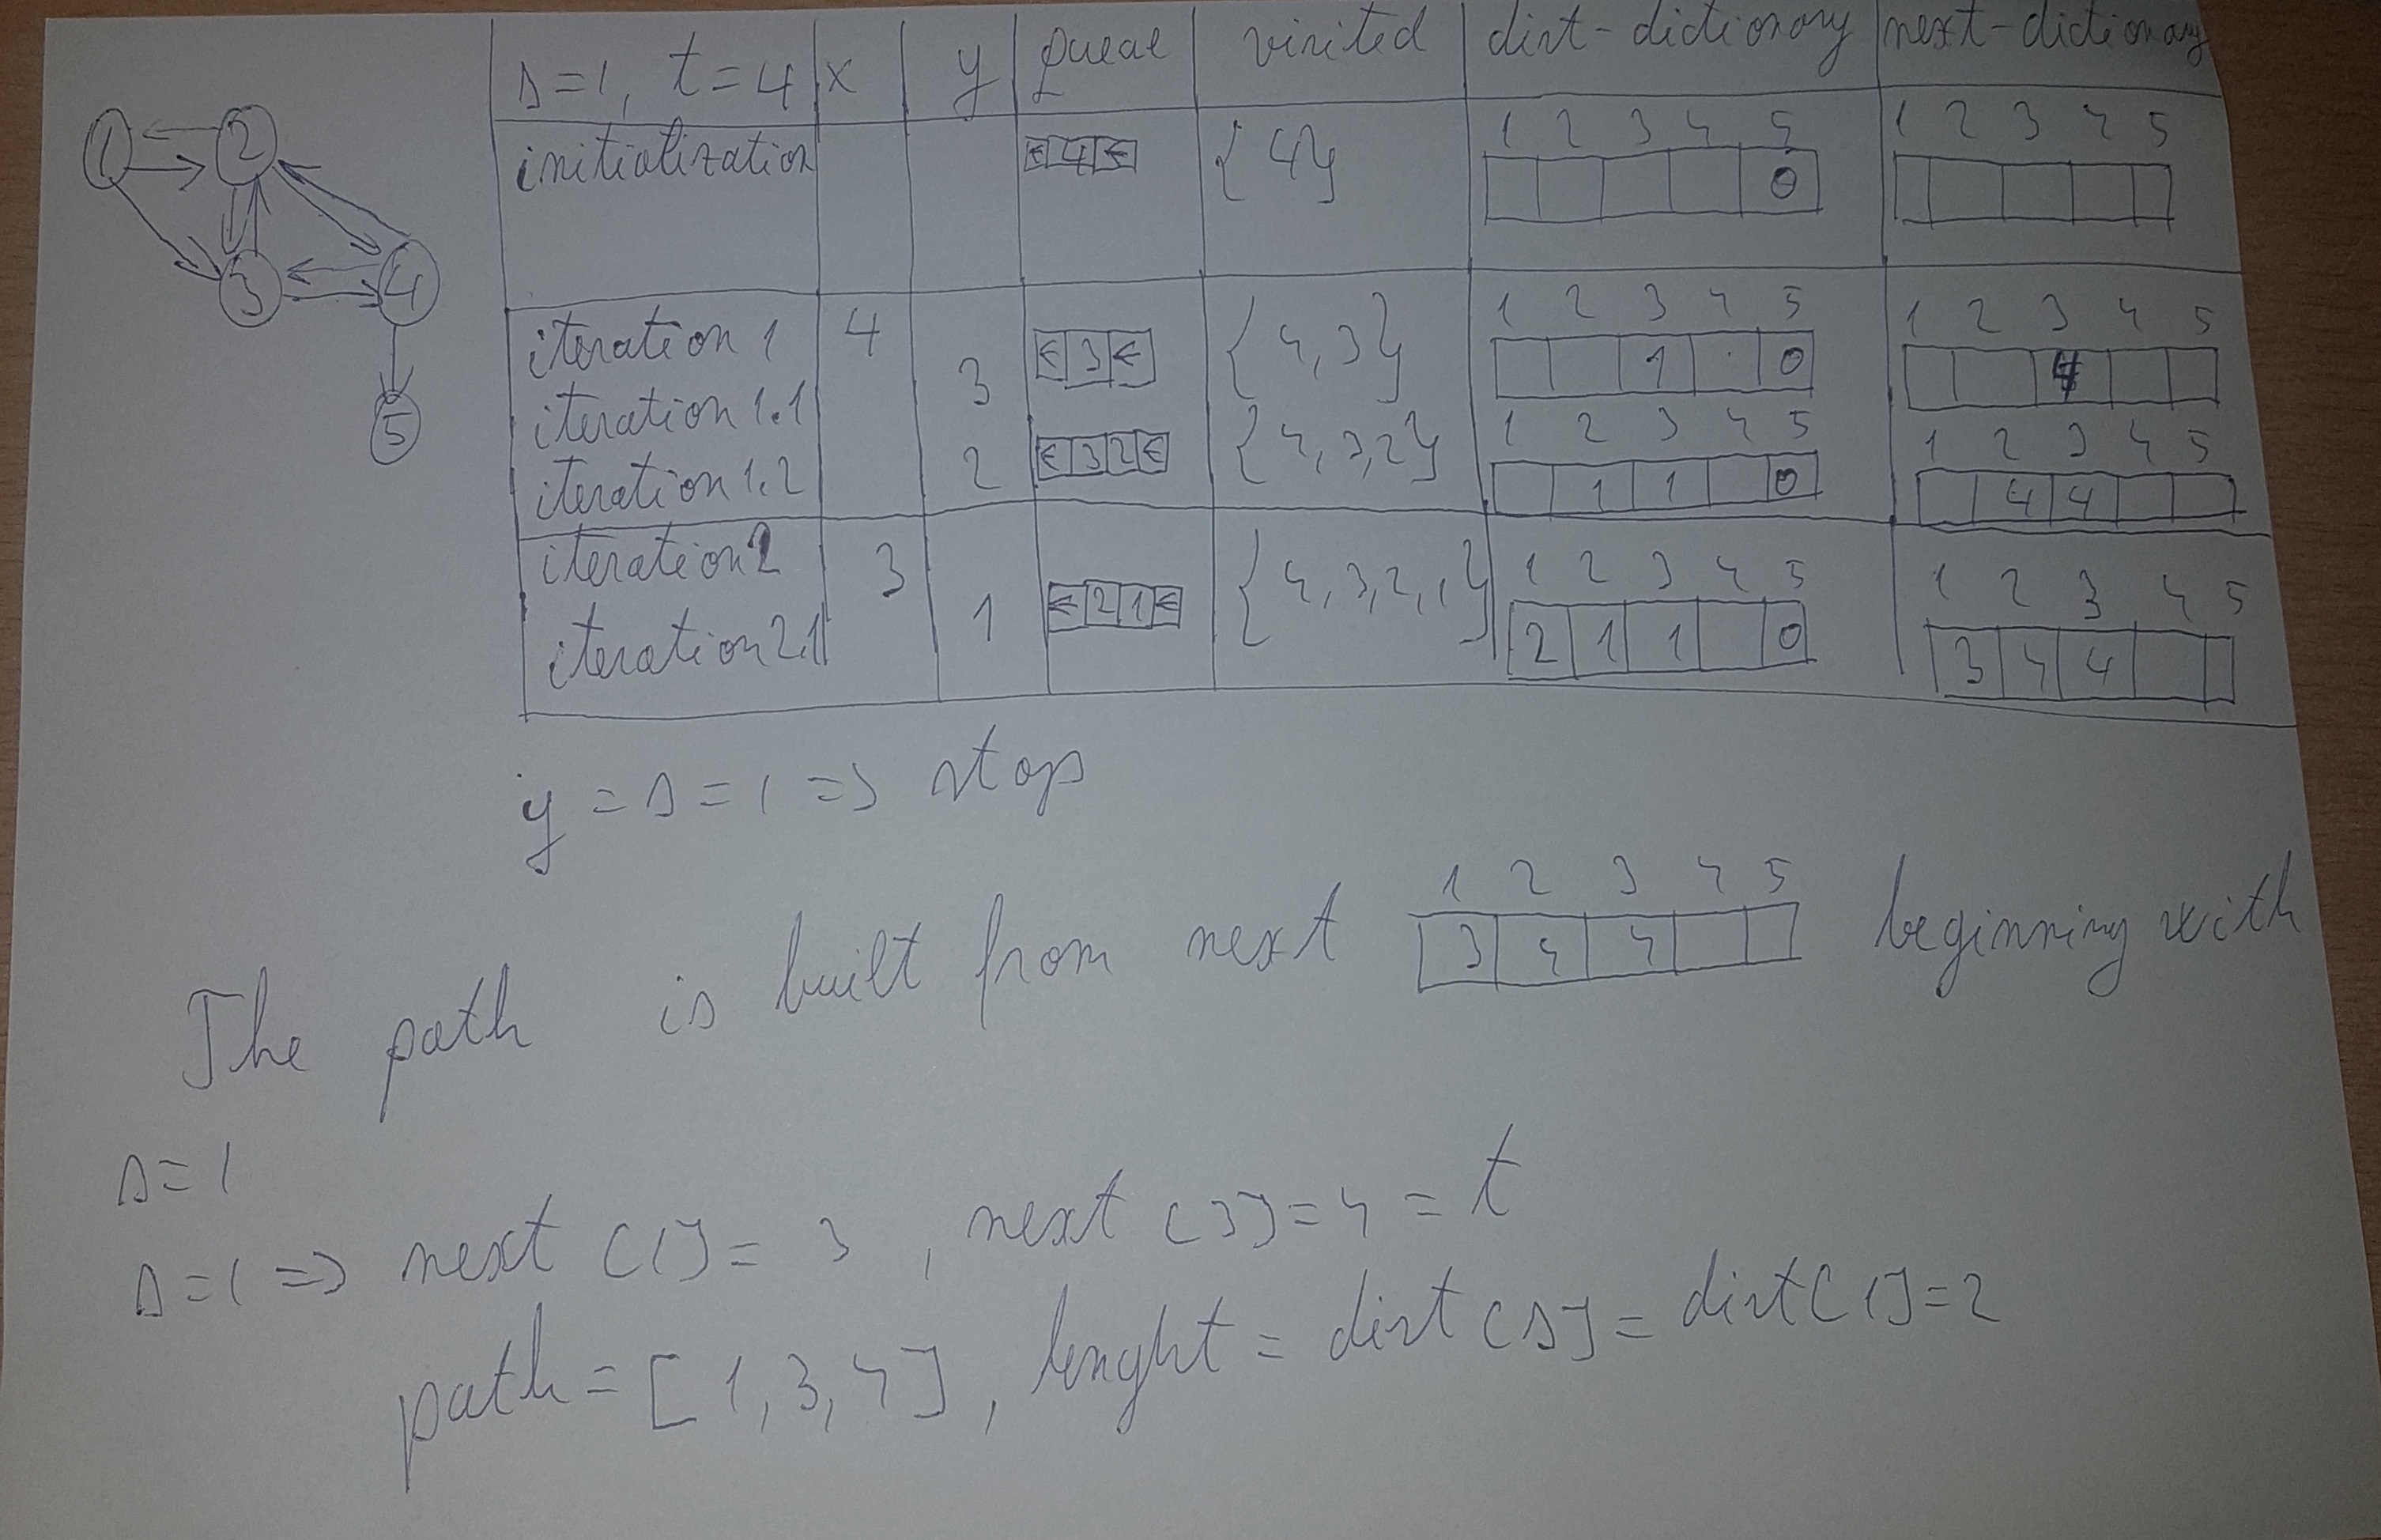 1 2 3 4 5
s=1, t=4 x y queue visited dist-dictionary next-dictionary
initialization ← 4 ← {4} 1 2 3 4 5 1 2 3 4 5
0
iteration 1 4
iteration 1.1 3 ← 3 ← {4,3} 1 2 3 4 5 1 2 3 4 5
1 0 4
iteration 1.2 2 ← 3 2 ← {4,3,2} 1 2 3 4 5 1 2 3 4 5
1 1 0 4 4
iteration 2 3
iteration 2.1 1 ← 2 1 ← {4,3,2,1} 1 2 3 4 5 1 2 3 4 5
2 1 1 0 3 4 4
y = s = 1 => stop
1 2 3 4 5
The path is built from next 3 4 4 beginning with
s=1
s=1 => next [1] = 3, next [3] = 4 = t
path = [1,3,4], lenght = dist [s] = dist [1] = 2